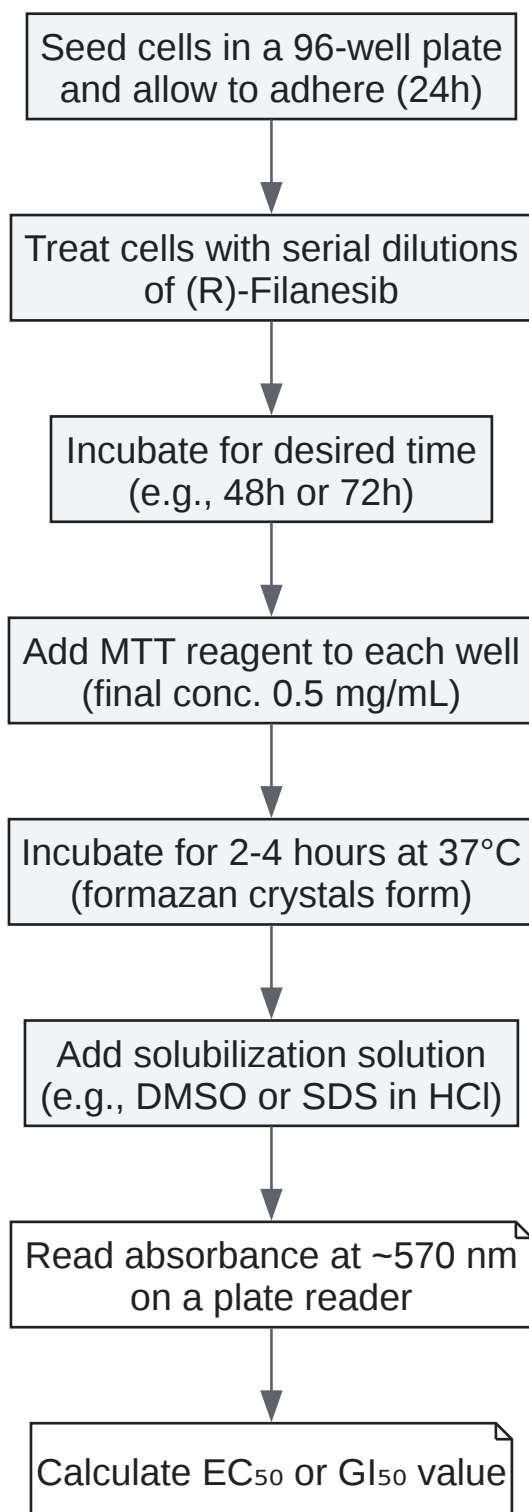 Seed cells in a 96-well plate
and allow to adhere (24h)
Treat cells with serial dilutions
of (R)-Filanesib
Incubate for desired time
(e.g., 48h or 72h)
Add MTT reagent to each well
(final conc. 0.5 mg/mL)
Incubate for 2-4 hours at 37°C
(formazan crystals form)
Add solubilization solution
(e.g., DMSO or SDS in HCl)
Read absorbance at ~570 nm
on a plate reader
Calculate EC₅₀ or GI₅₀ value